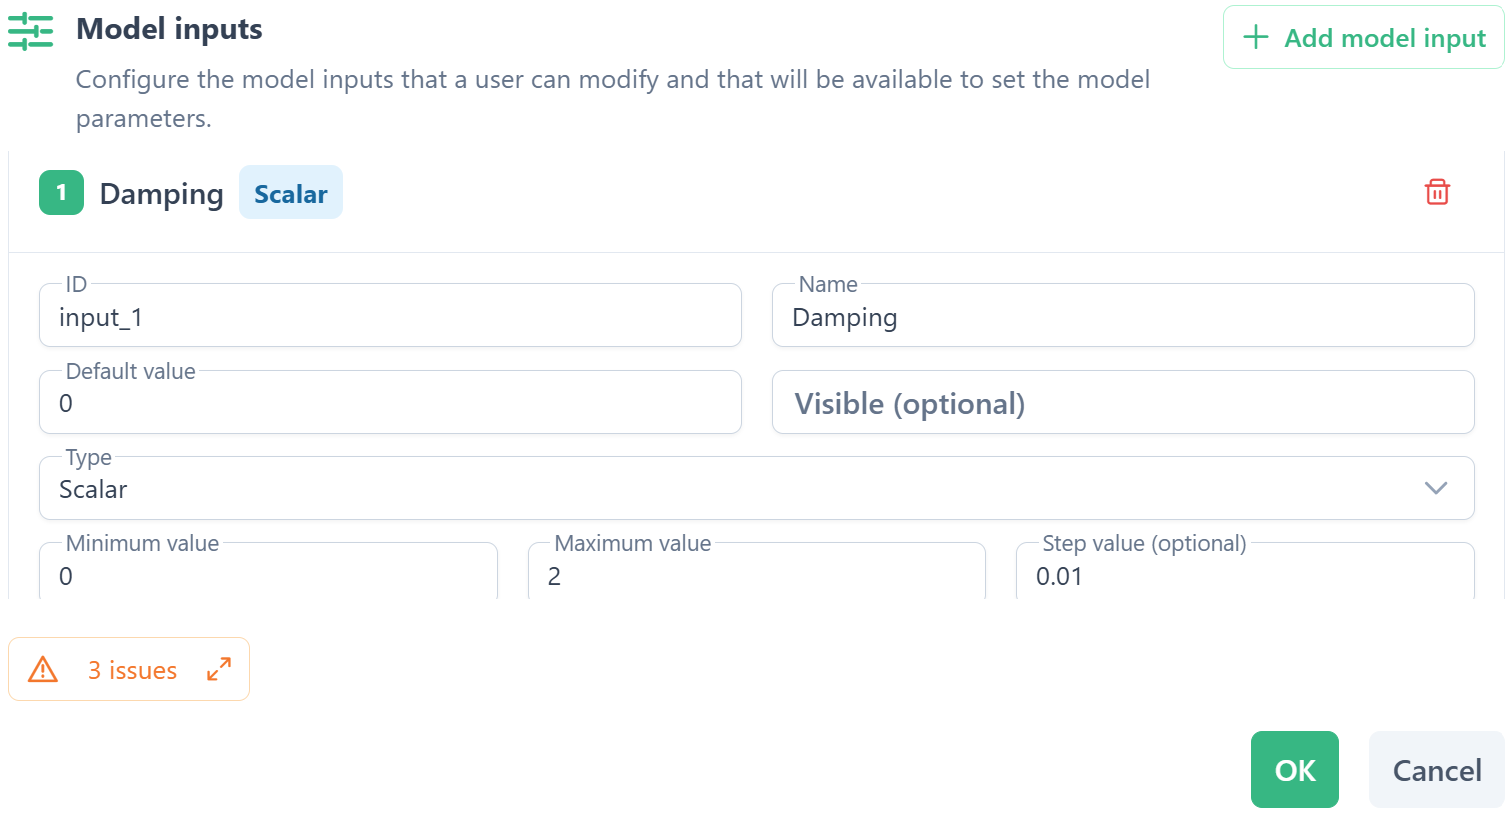 Model inputs
Add model input
Configure the model inputs that a user can modify and that will be available to set the model
parameters.
1 Damping Scalar
ID
input_1
Name
Damping
Default value
0
Visible (optional)
Type
Scalar
Minimum value
0
Maximum value
2
Step value (optional)
0.01
3 issues
OK
Cancel